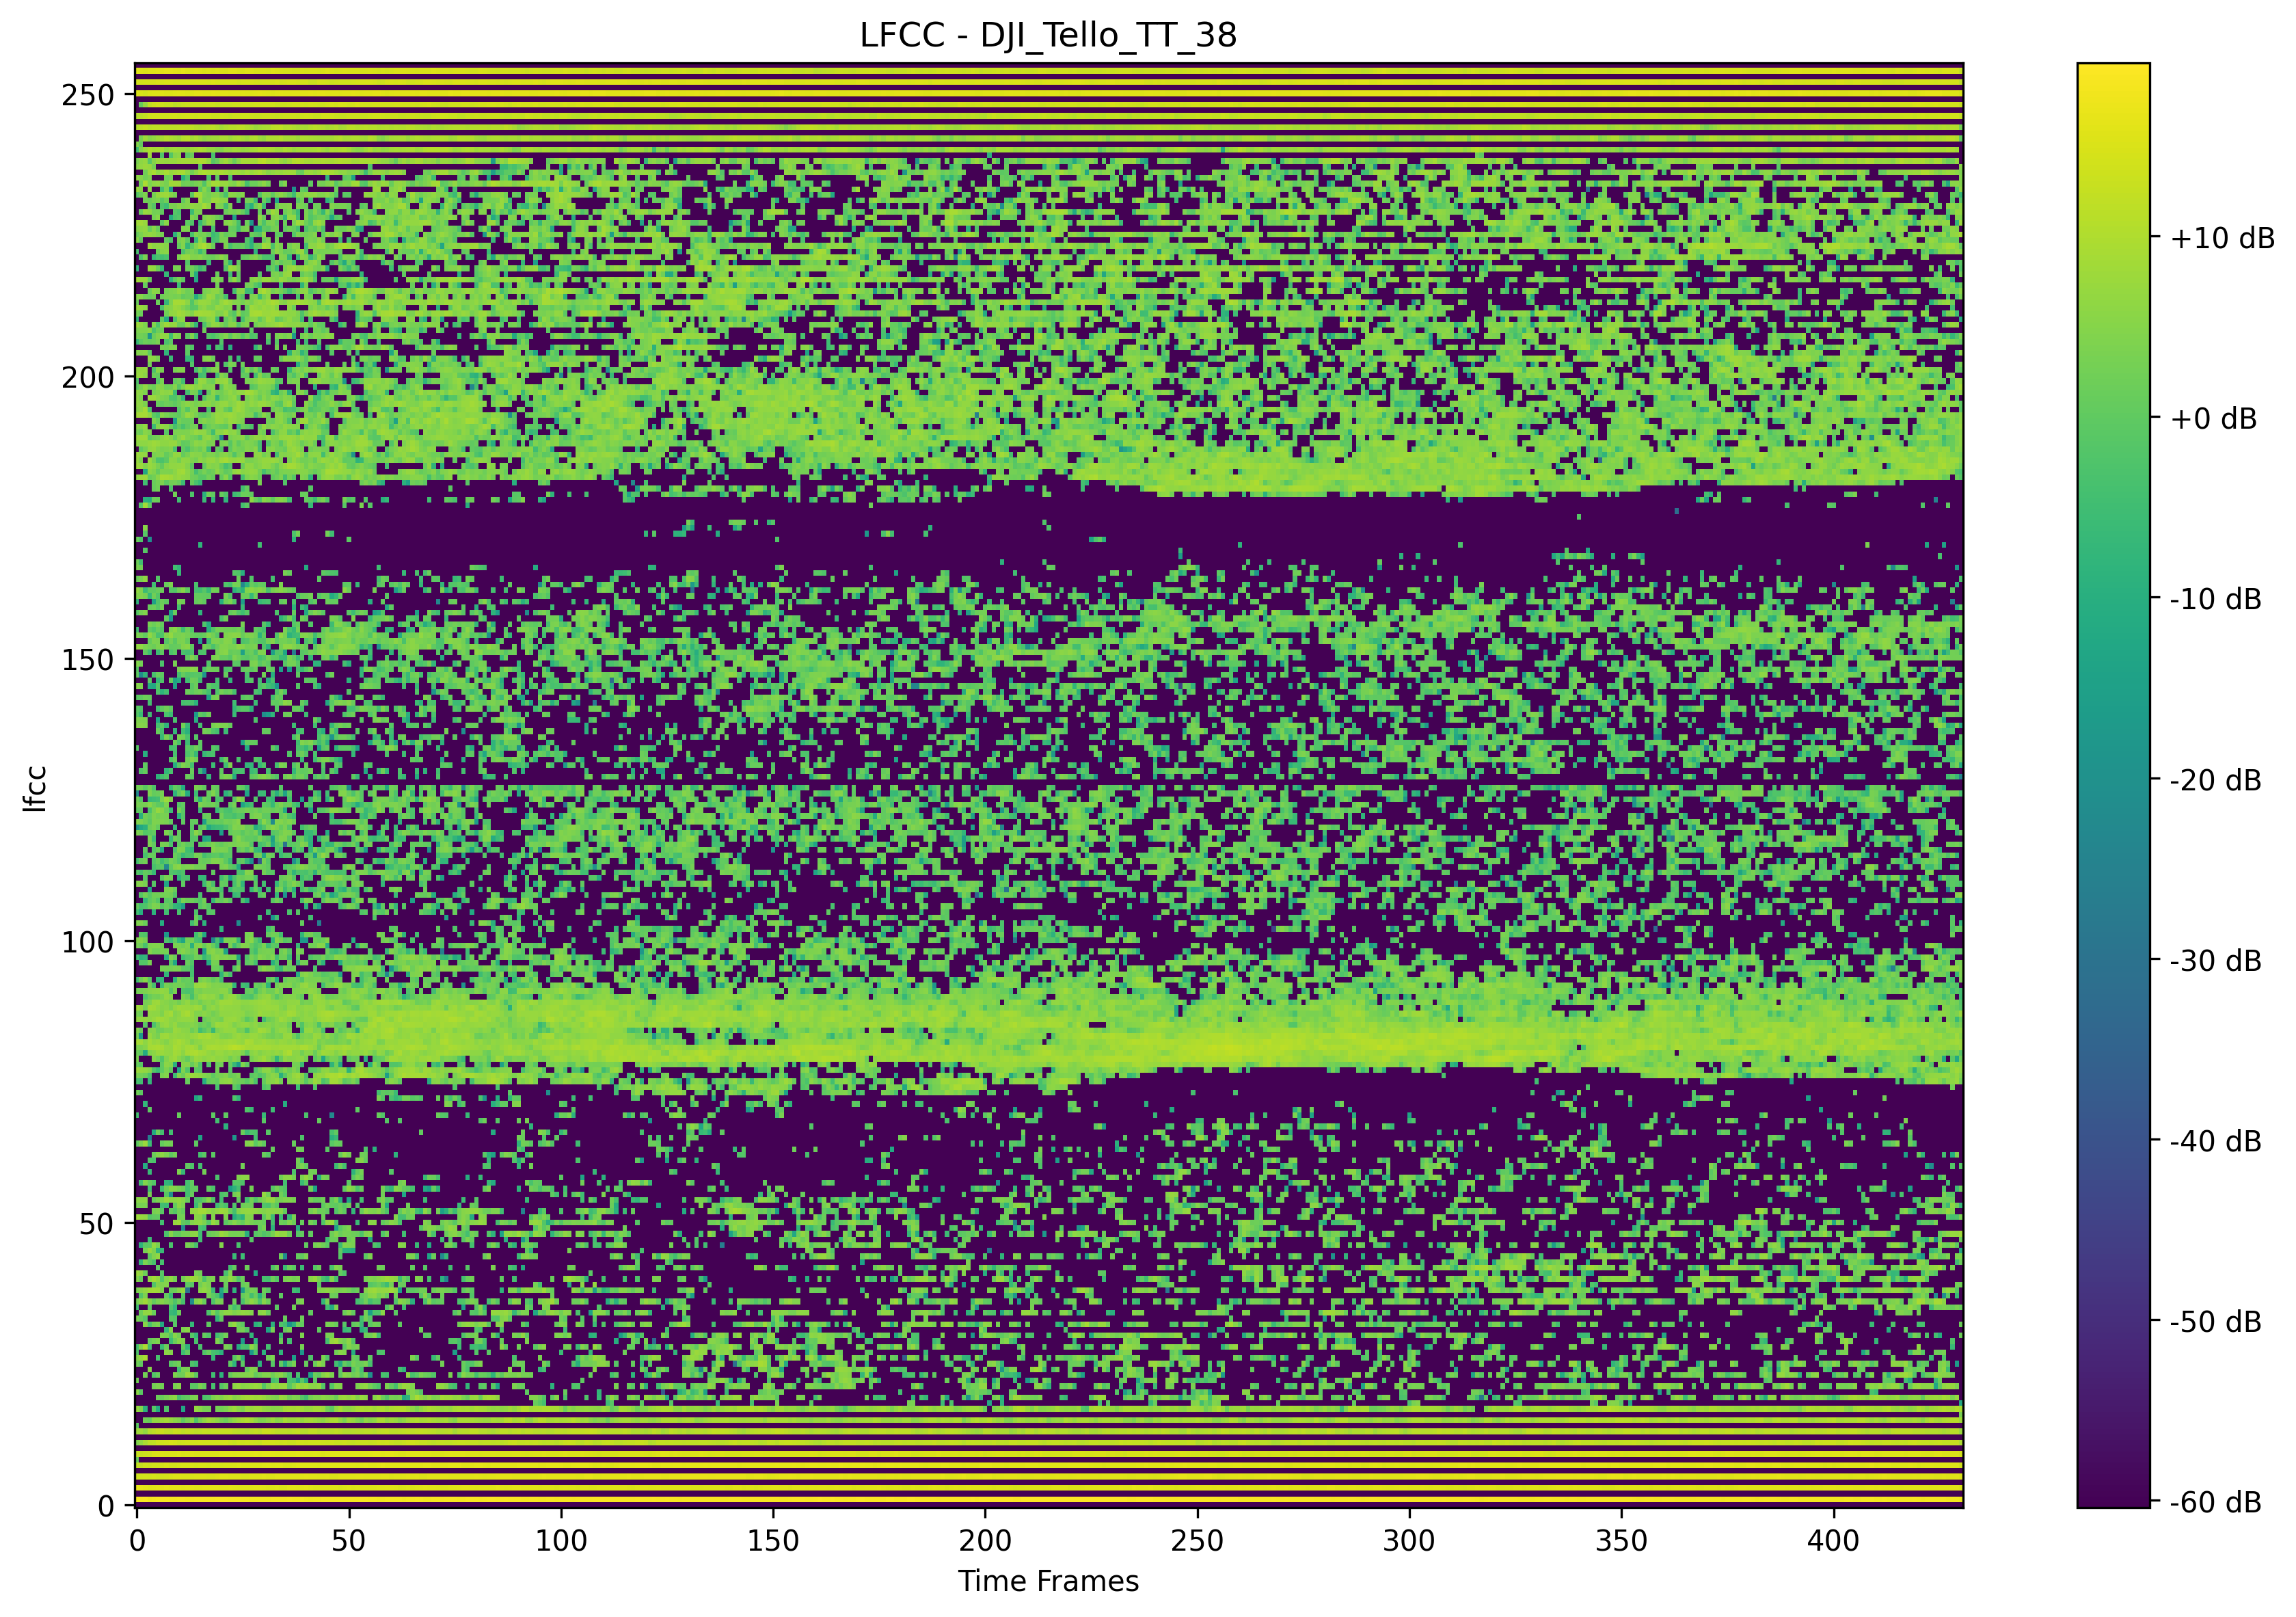 LFCC - DJI_Tello_TT_38
250
200
150
100
50
0
lfcc
0 50 100 150 200 250 300 350 400
Time Frames
+10 dB
+0 dB
-10 dB
-20 dB
-30 dB
-40 dB
-50 dB
-60 dB